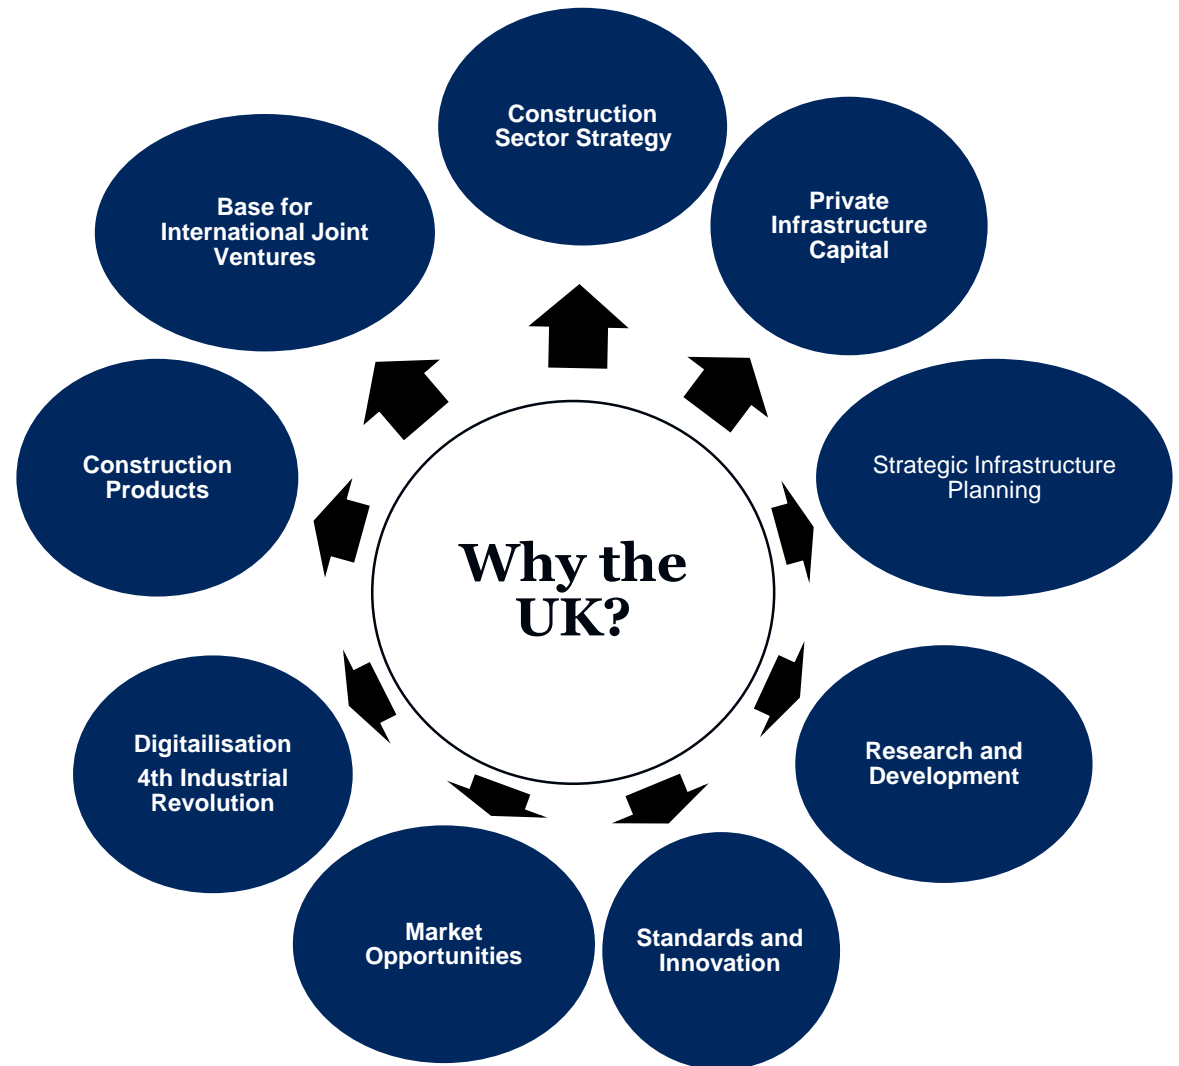 Construction
Sector Strategy
Private
Infrastructure
Capital
Base for
International Joint
Ventures
Strategic Infrastructure
Planning
Construction
Products
Why the
UK?
Research and
Development
Digitailisation
4th Industrial
Revolution
Market
Opportunities
Standards and
Innovation